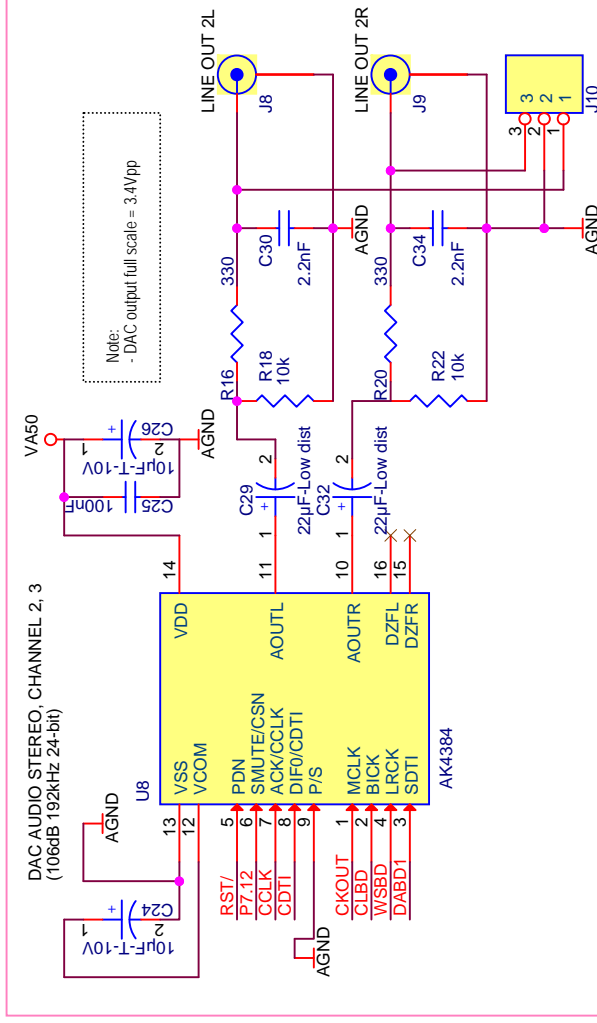 DAC AUDIO STEREO, CHANNEL 2, 3
(106dB 192kHz 24-bit)
Note:
- DAC output full scale = 3.4Vpp
VA50
1
+
2
C24
10µF-T-10V
AGND
100nF
C25
1
+
2
C26
10µF-T-10V
AGND
U8
13
VSS
12
VCOM
14
VDD
RST/
5
PDN
P7.12
6
SMUTE/CSN
CCLK
7
ACK/CCLK
CDTI
8
DIF0/CDTI
9
P/S
AGND
CKOUT
1
MCLK
CLBD
2
BICK
WSBD
4
LRCK
DABD1
3
SDTI
AK4384
AOUTL
11
AOUTR
10
DZFL
16
DZFR
15
1
+
2
C29
22µF-Low dist
1
+
2
C32
22µF-Low dist
R16
330
R18
10k
C30
2.2nF
AGND
LINE OUT 2L
J8
R20
330
R22
10k
C34
2.2nF
LINE OUT 2R
J9
3
3
2
2
1
1
J10
AGND